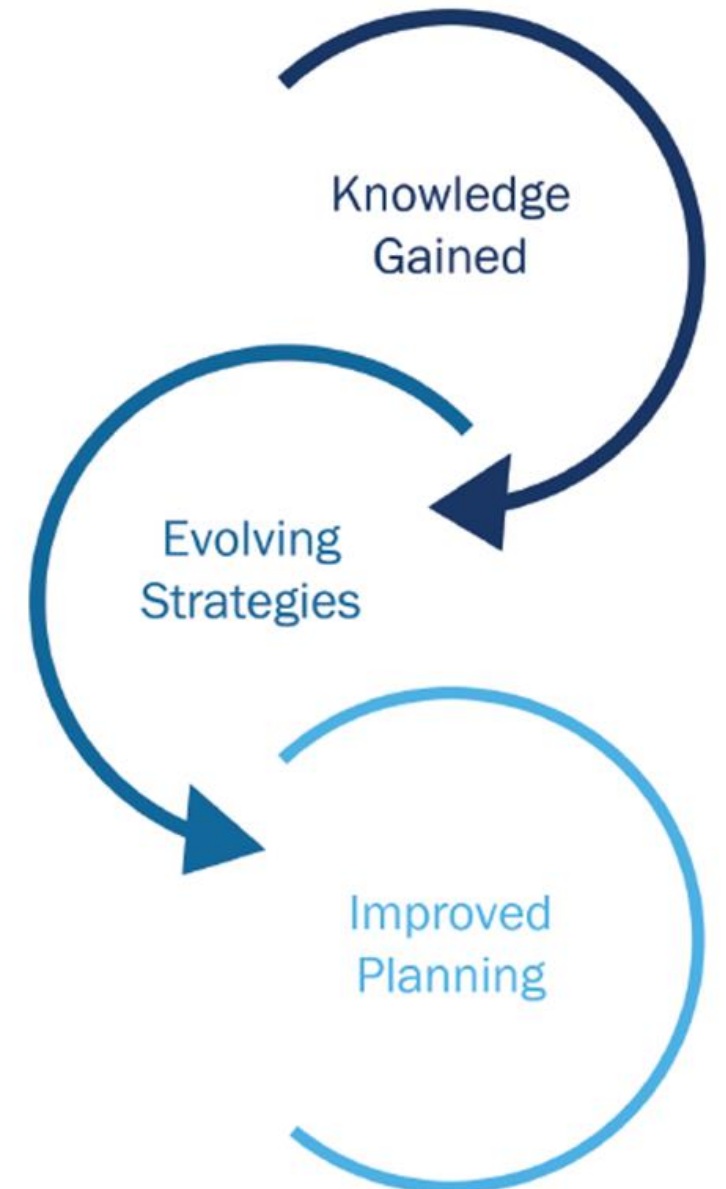 Knowledge
Gained
Evolving
Strategies
Improved
Planning